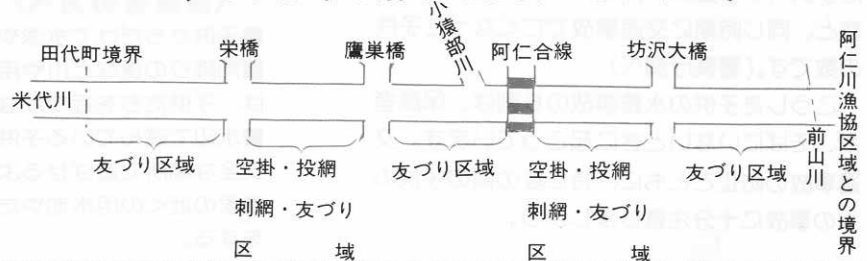 小猿部川
田代町境界
栄橋
鷹巣橋
阿仁合線
坊沢大橋
阿仁川漁協区域との境界
米代川
前山川
友づり区域
空掛・投網
刺網・友づり
区域
友づり区域
空掛・投網
刺網・友づり
区域
友づり区域